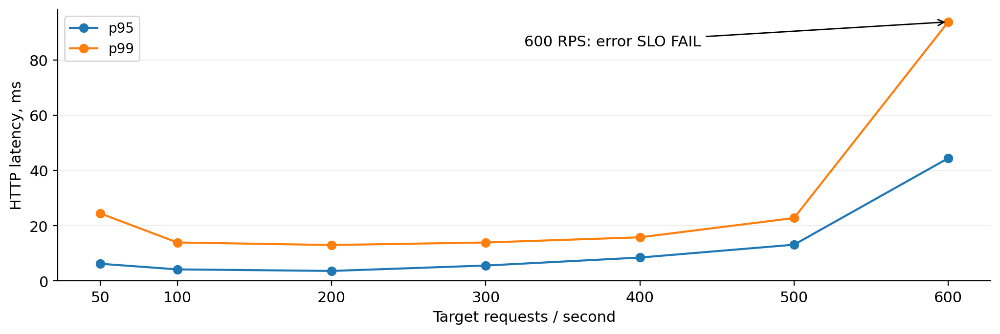 p95
p99
600 RPS: error SLO FAIL
HTTP latency, ms
80
60
40
20
0
50 100 200 300 400 500 600
Target requests / second